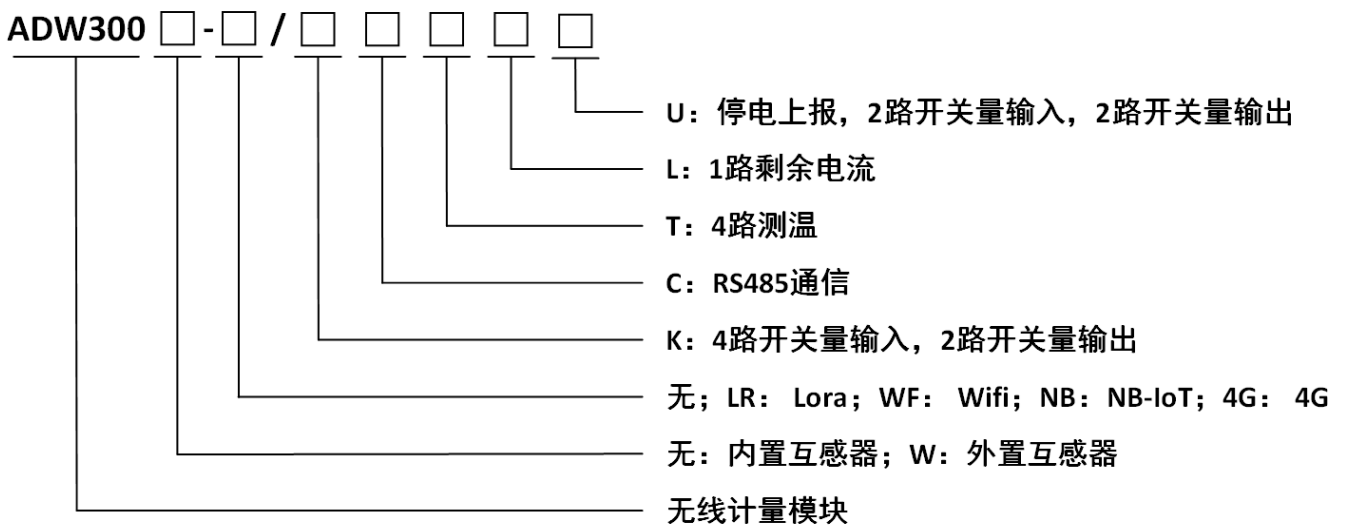 ADW300 □-□/□ □ □ □ □
U：停电上报，2路开关量输入，2路开关量输出
L：1路剩余电流
T：4路测温
C：RS485通信
K：4路开关量输入，2路开关量输出
无；LR： Lora；WF： Wifi；NB：NB-IoT；4G： 4G
无：内置互感器；W：外置互感器
无线计量模块